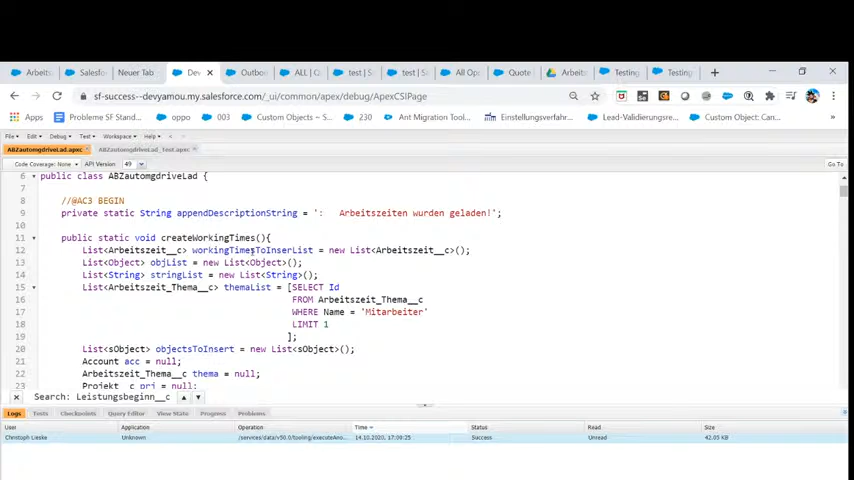 Arbeits
Salesfo
Neuer Tab
Dev
Outbo
ALL | Q
test | S
test | S
All Op
Quote
Arbeits
Testing
Testing
sf-success--devyamou.my.salesforce.com/_ui/common/apex/debug/ApexCSIPage
Probleme SF Stand...
oppo
003
Custom Objects ~ S...
230
Ant Migration Tool...
Einstellungsverfahr...
Lead-Validierungsre...
Custom Object: Can...
File
Edit
Debug
Test
Workspace
Help
<
>
ABZautomgdriveLad.apxc
ABZautomgdriveLad_Test.apxc
Code Coverage: None
API Version
49
Go To
6 public class ABZautomgdriveLad {
7
8 //@AC3 BEGIN
9 private static String appendDescriptionString = ':   Arbeitszeiten wurden geladen!';
10
11 public static void createWorkingTimes(){
12 List<Arbeitszeit__c> workingTimesToInserList = new List<Arbeitszeit__c>();
13 List<Object> objList = new List<Object>();
14 List<String> stringList = new List<String>();
15 List<Arbeitszeit_Thema__c> themaList = [SELECT Id
16 FROM Arbeitszeit_Thema__c
17 WHERE Name = 'Mitarbeiter'
18 LIMIT 1
19 ];
20 List<sObject> objectsToInsert = new List<sObject>();
21 Account acc = null;
22 Arbeitszeit_Thema__c thema = null;
23 Projekt__c prj = null;
Search: Leistungsbeginn__c
Logs
Tests
Checkpoints
Query Editor
View State
Progress
Problems
User
Application
Operation
Time
Status
Read
Size
Christoph Lieske
Unknown
/services/data/v50.0/tooling/executeAno...
14.10.2020, 17:00:25
Success
Unread
42.05 KB